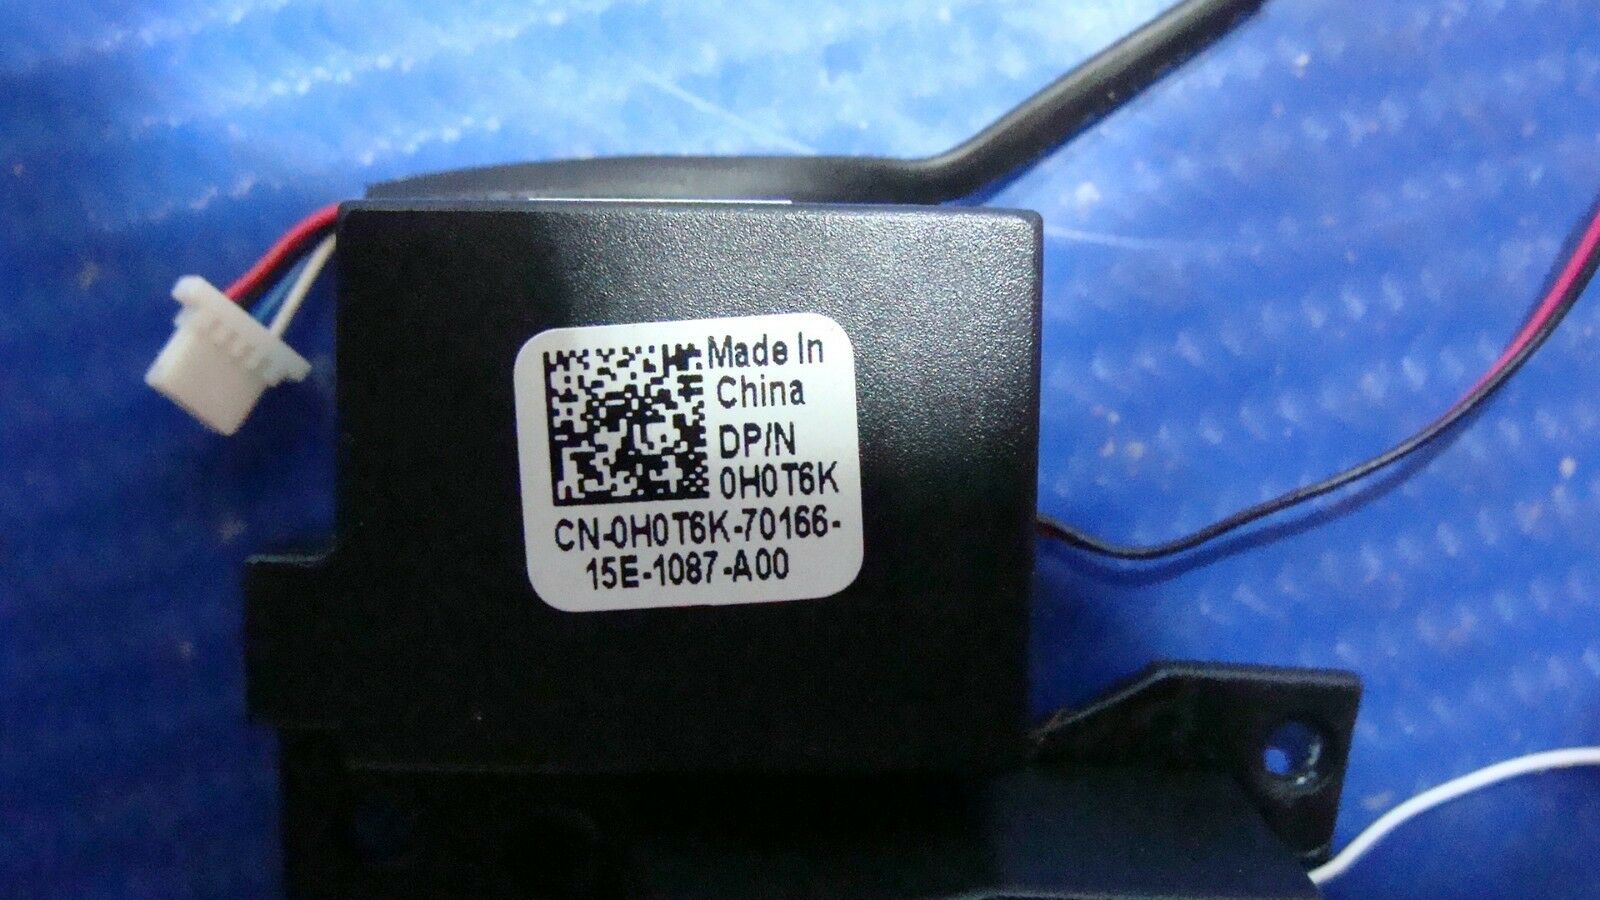 Made In
China
DP/N
0H0T6K
CN-0H0T6K-70166-
15E-1087-A00